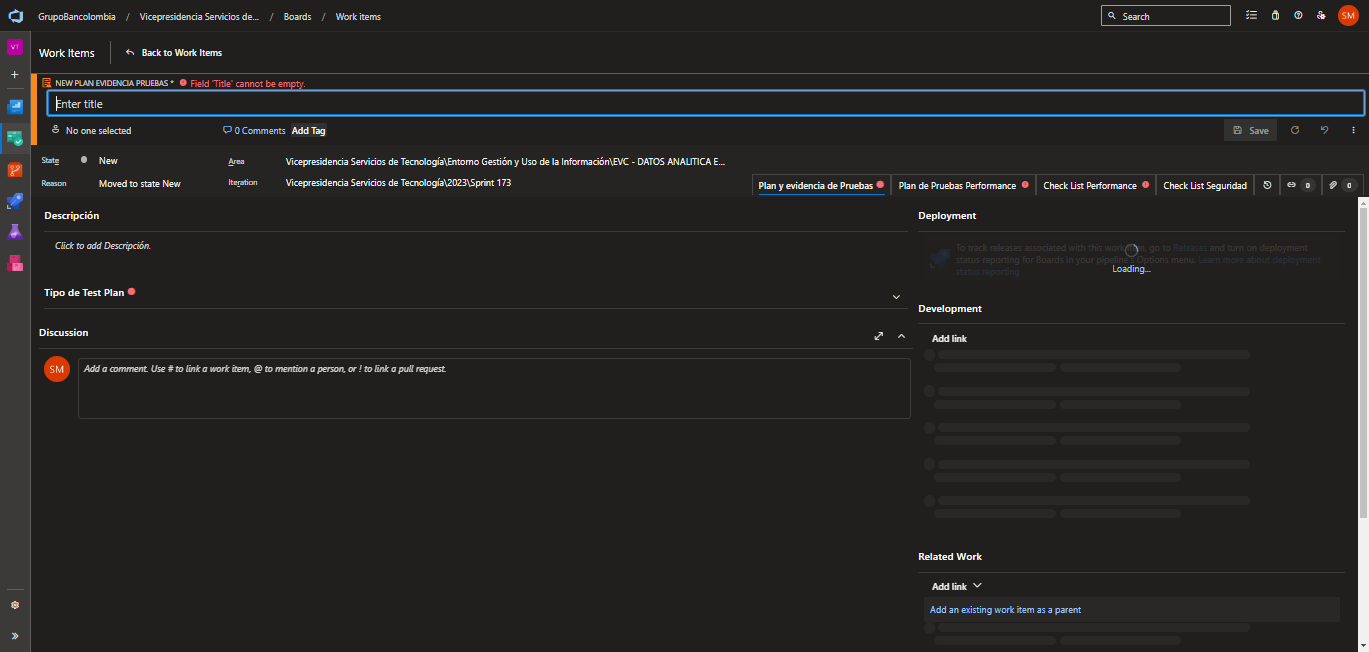 GrupoBancolombia / Vicepresidencia Servicios de... / Boards / Work items
Search
SM
VT
Work Items
Back to Work Items
NEW PLAN EVIDENCIA PRUEBAS * Field 'Title' cannot be empty.
Enter title
No one selected
0 Comments
Add Tag
Save
State
New
Area
Vicepresidencia Servicios de Tecnología\Entorno Gestión y Uso de la Información\EVC - DATOS ANALITICA E...
Reason
Moved to state New
Iteration
Vicepresidencia Servicios de Tecnología\2023\Sprint 173
Plan y evidencia de Pruebas
Plan de Pruebas Performance
Check List Performance
Check List Seguridad
0
0
Descripción
Click to add Descripción.
Tipo de Test Plan
Discussion
SM
Add a comment. Use # to link a work item, @ to mention a person, or ! to link a pull request.
Deployment
To track releases associated with this work item, go to Releases and turn on deployment
status reporting for Boards in your pipeline's Options menu. Learn more about deployment
status reporting
Loading...
Development
Add link
Related Work
Add link
Add an existing work item as a parent